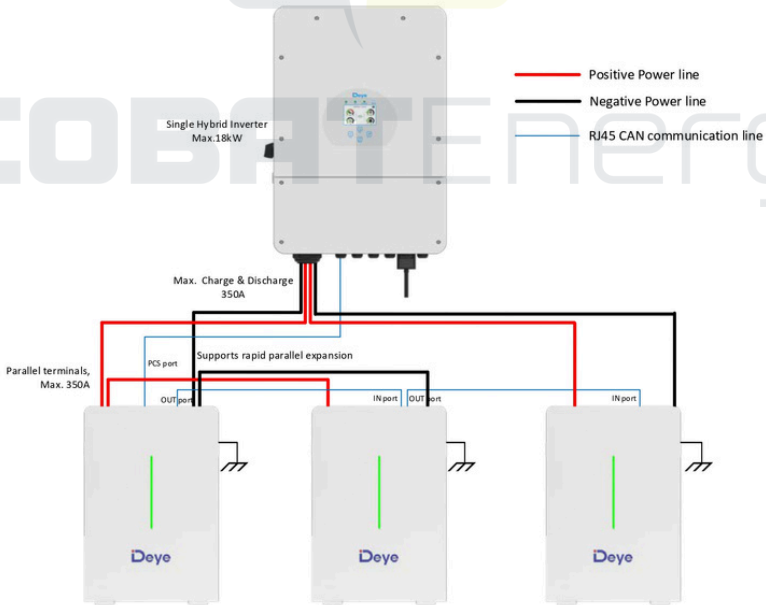 COBATEnerg
Deye
Positive Power line
Negative Power line
RJ45 CAN communication line
Single Hybrid Inverter
Max.18kW
Max. Charge & Discharge
350A
PCS port
Supports rapid parallel expansion
Parallel terminals,
Max. 350A
OUT port
IN port
OUT port
IN port
Deye
Deye
Deye